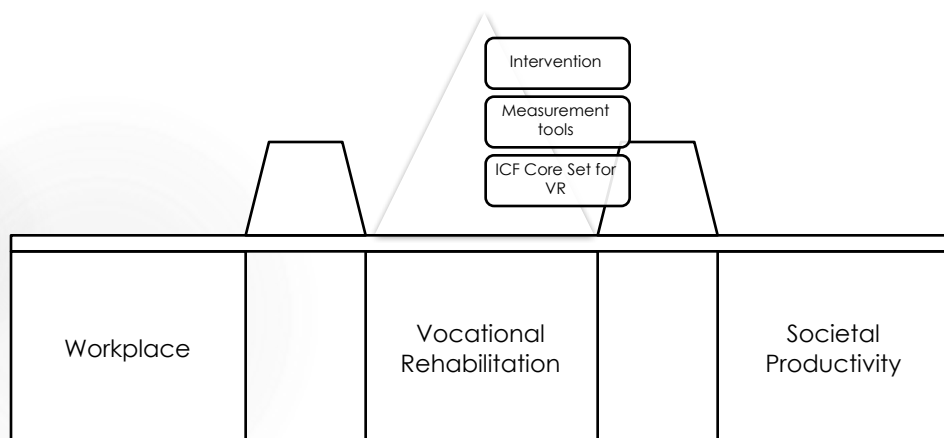 Intervention
Measurement
tools
ICF Core Set for
VR
Workplace
Vocational
Rehabilitation
Societal
Productivity